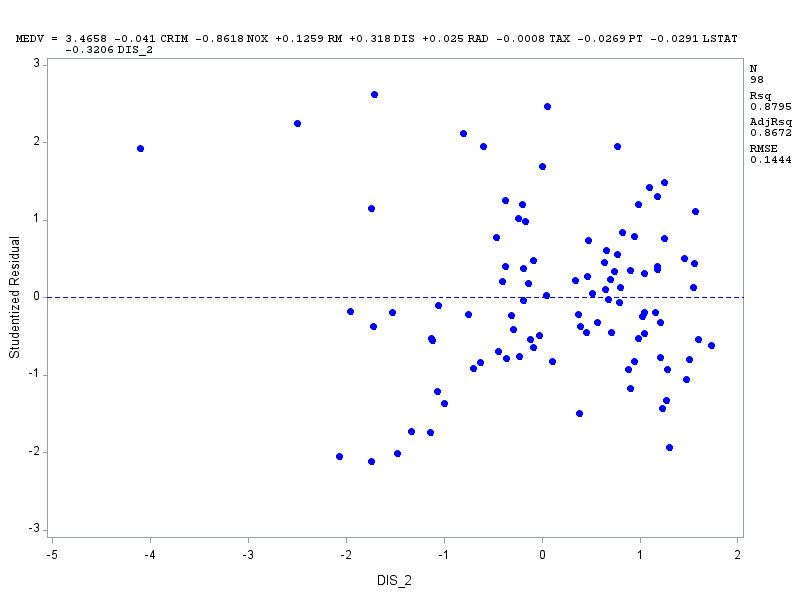 MEDV = 3.4658 -0.041 CRIM -0.8618 NOX +0.1259 RM +0.318 DIS +0.025 RAD -0.0008 TAX -0.0269 PT -0.0291 LSTAT
-0.3206 DIS_2
N
98
Rsq
0.8795
AdjRsq
0.8672
RMSE
0.1444
Studentized Residual
3
2
1
0
-1
-2
-3
-5 -4 -3 -2 -1 0 1 2
DIS_2